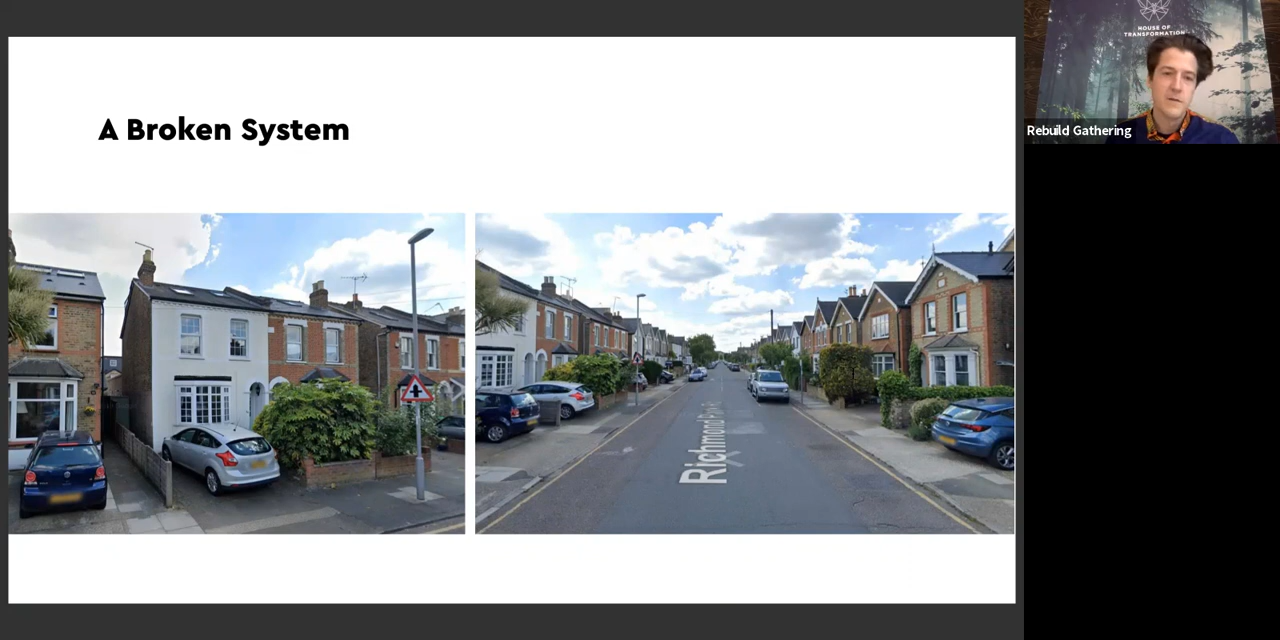 A Broken System
Richmond
HOUSE OF
TRANSFORMATION
Rebuild Gathering